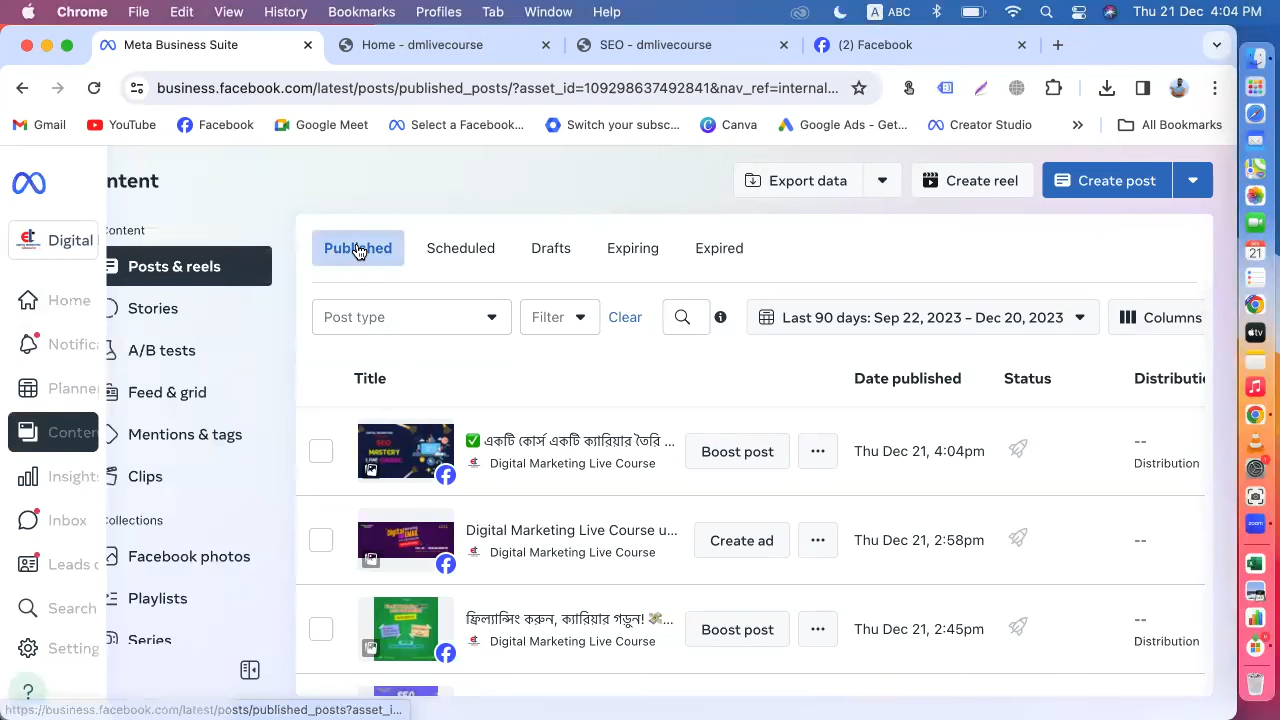 Chrome File Edit View History Bookmarks Profiles Tab Window Help A ABC Thu 21 Dec 4:04 PM
Meta Business Suite Home - dmlivecourse SEO - dmlivecourse (2) Facebook
business.facebook.com/latest/posts/published_posts/?asset_id=109298637492841&nav_ref=internal...
Gmail YouTube Facebook Google Meet Select a Facebook... Switch your subsc... Canva Google Ads - Get... Creator Studio » All Bookmarks
ntent Export data Create reel Create post
Digital
Home
Notifica
Planne
Conten
Insights
Inbox
Leads c
Search
Setting
?
Content
Posts & reels
Stories
A/B tests
Feed & grid
Mentions & tags
Clips
Collections
Facebook photos
Playlists
Series
Published Scheduled Drafts Expiring Expired
Post type Filter Clear Last 90 days: Sep 22, 2023 – Dec 20, 2023 Columns
Title Date published Status Distributio
✅ একটি কোর্স একটি ক্যারিয়ার তৈরি ... Boost post ••• Thu Dec 21, 4:04pm --
Digital Marketing Live Course Distribution
SEO
MASTERY
Digital Marketing Live Course u... Create ad ••• Thu Dec 21, 2:58pm --
Digital Marketing Live Course
ফ্রিল্যান্সিং করুন, ক্যারিয়ার গড়ুন! 💸... Boost post ••• Thu Dec 21, 2:45pm --
Digital Marketing Live Course Distribution
https://business.facebook.com/latest/posts/published_posts?asset_i...